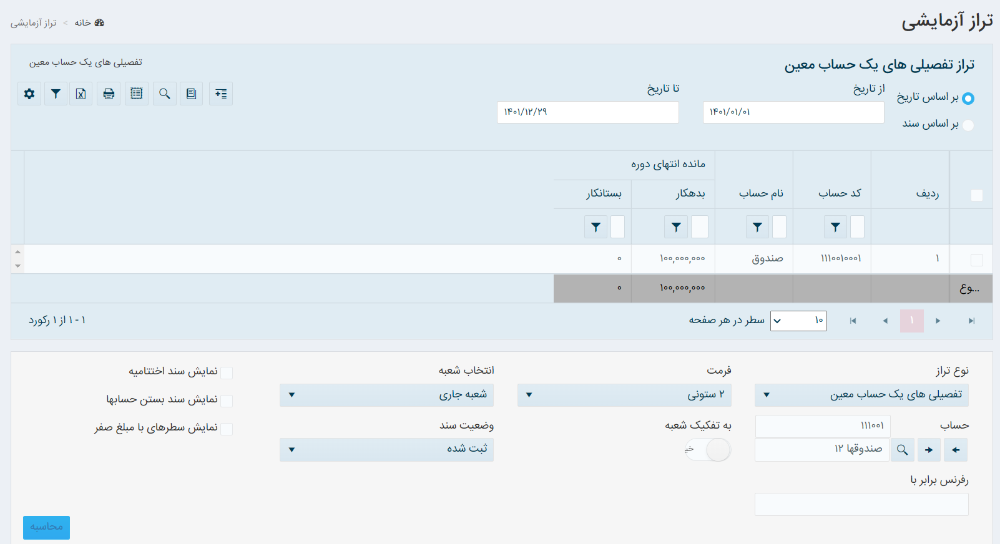 تراز آزمایشی
خانه > تراز آزمایشی
تراز تفصیلی های یک حساب معین
تفصیلی های یک حساب معین
بر اساس تاریخ
بر اساس سند
از تاریخ
۱۴۰۱/۰۱/۰۱
تا تاریخ
۱۴۰۱/۱۲/۲۹
مانده انتهای دوره
ردیف کد حساب نام حساب بدهکار بستانکار
۱ ۱۱۱۰۰۱۰۰۰۱ صندوق ۱۰۰,۰۰۰,۰۰۰ ۰
...وع ۱۰۰,۰۰۰,۰۰۰ ۰
۱ ۱۰ سطر در هر صفحه
۱ - ۱ از ۱ رکورد
نوع تراز
تفصیلی های یک حساب معین
فرمت
۲ ستونی
انتخاب شعبه
شعبه جاری
نمایش سند اختتامیه
نمایش سند بستن حسابها
نمایش سطرهای با مبلغ صفر
حساب
۱۱۱۰۰۱
صندوقها ۱۲
به تفکیک شعبه
خیر
وضعیت سند
ثبت شده
رفرنس برابر با
محاسبه